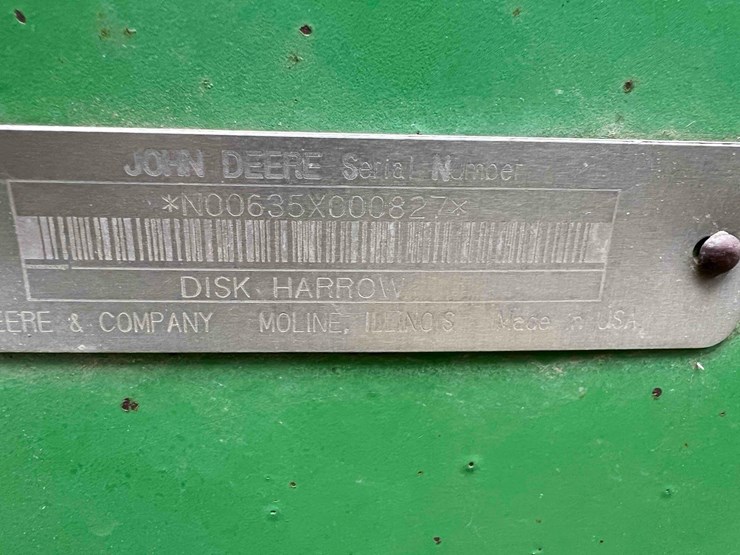 JOHN DEERE Serial Number
*N00635X000827*
DISK HARROW
EERE & COMPANY MOLINE, ILLINOIS Made in USA